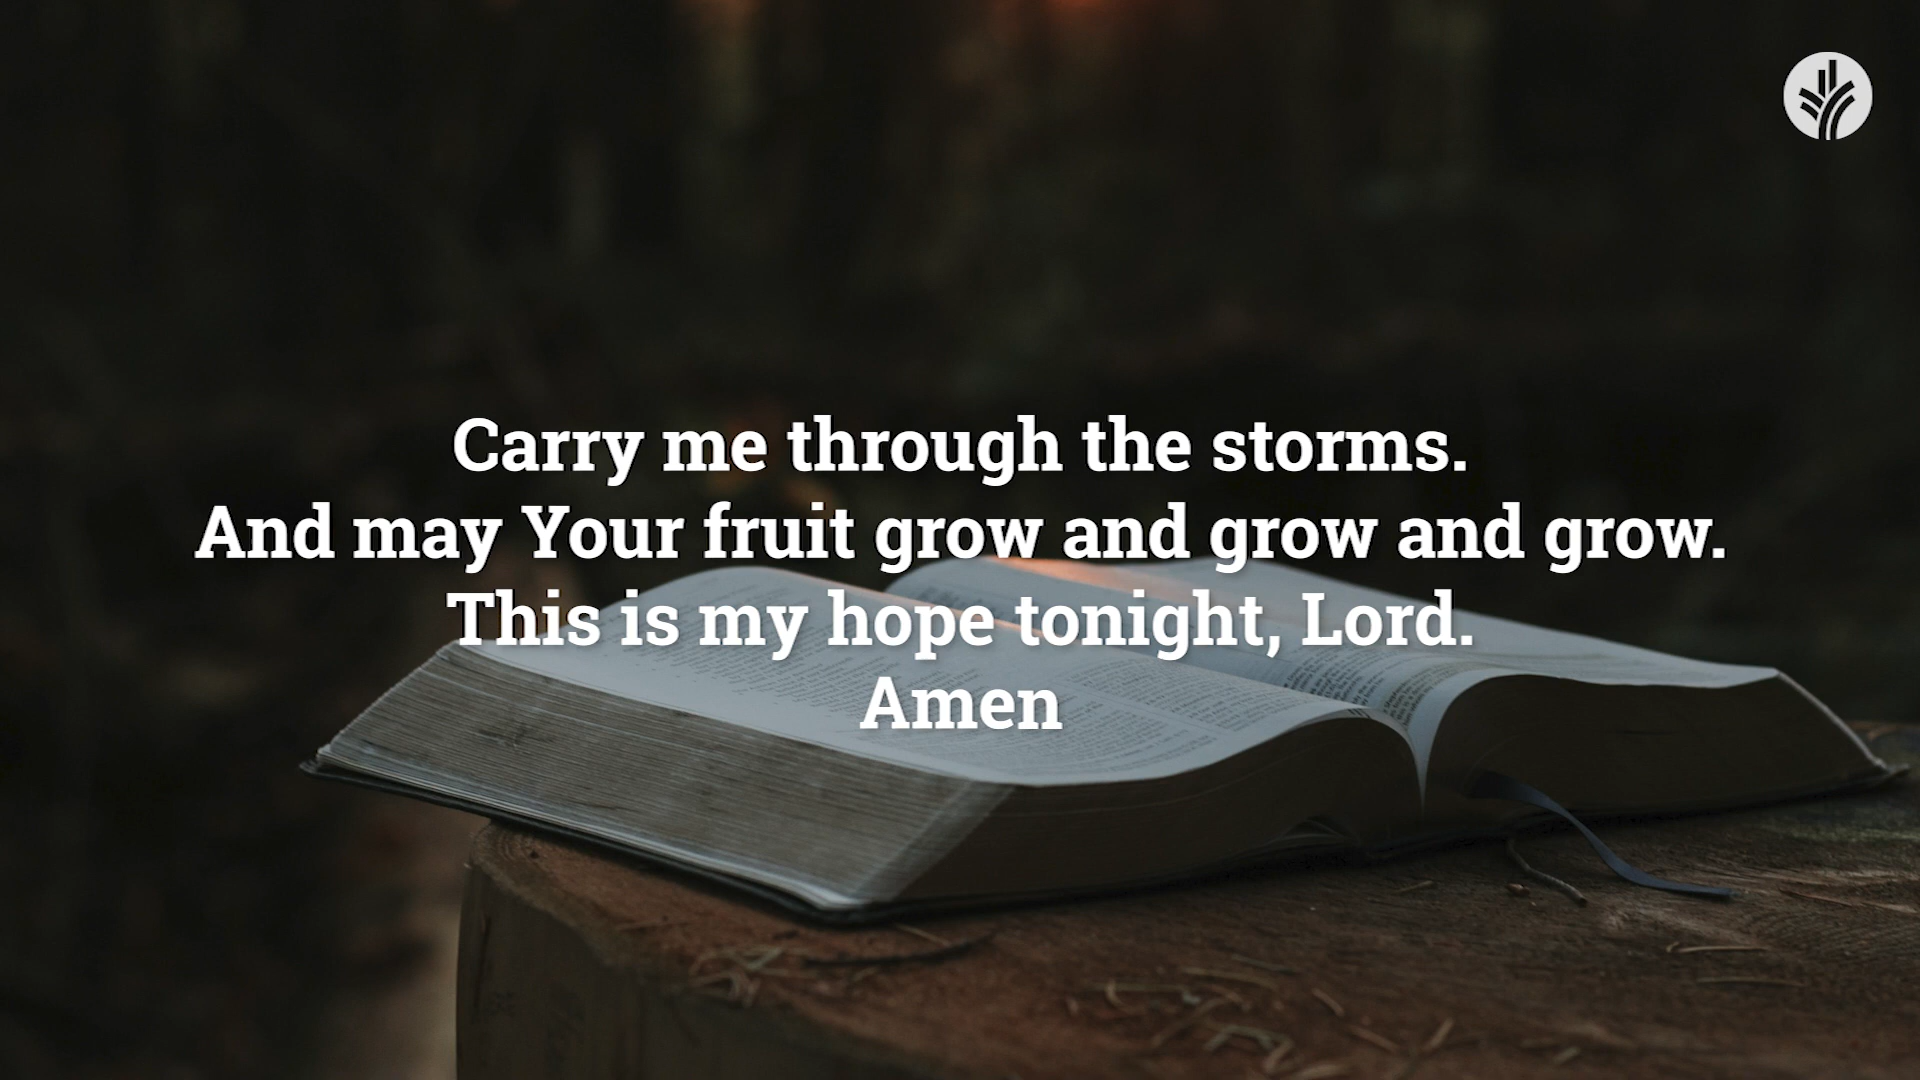 Carry me through the storms.
And may Your fruit grow and grow and grow.
This is my hope tonight, Lord.
Amen